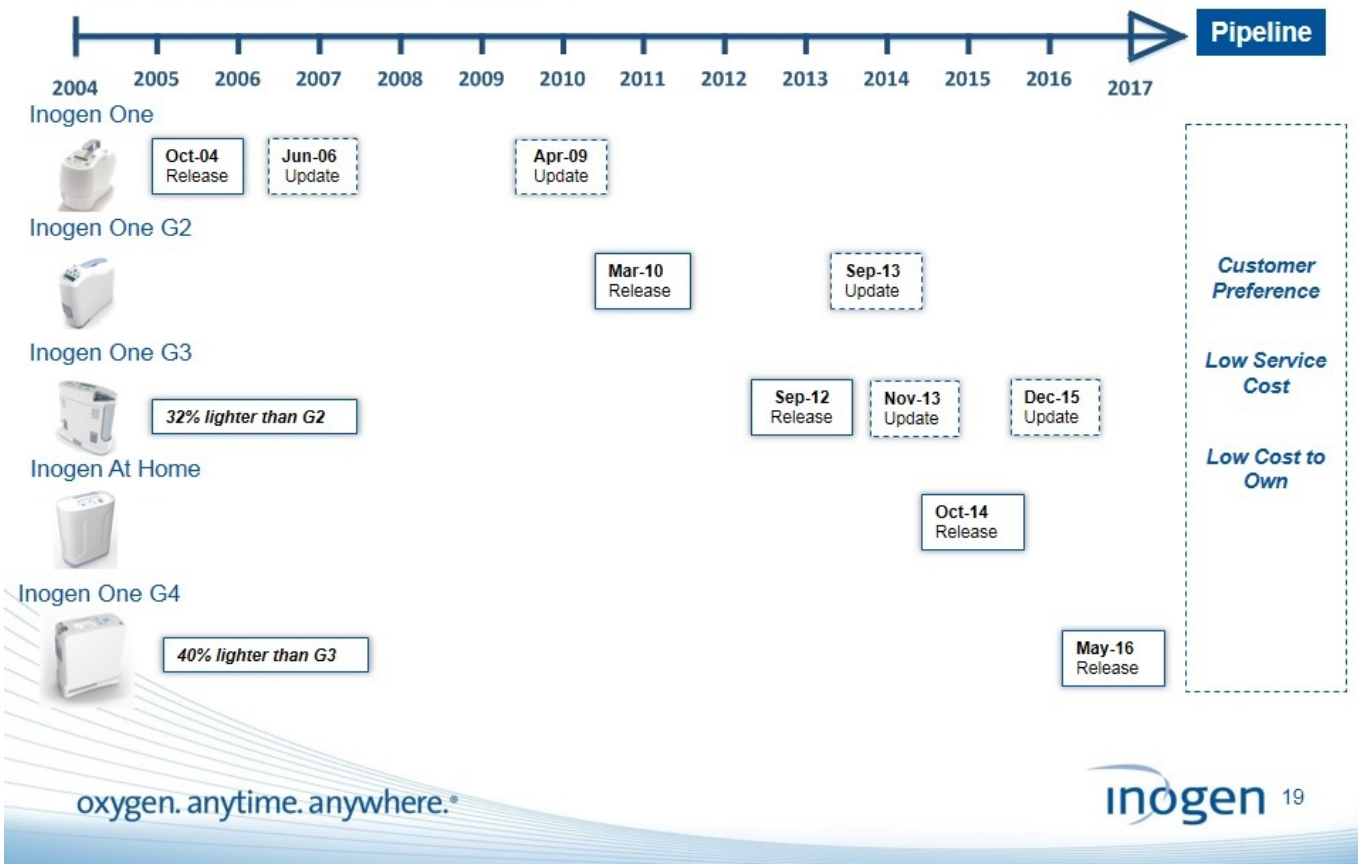 Pipeline
2004 2005 2006 2007 2008 2009 2010 2011 2012 2013 2014 2015 2016 2017
Inogen One
Oct-04
Release
Jun-06
Update
Apr-09
Update
Inogen One G2
Mar-10
Release
Sep-13
Update
Inogen One G3
32% lighter than G2
Sep-12
Release
Nov-13
Update
Dec-15
Update
Inogen At Home
Oct-14
Release
Inogen One G4
40% lighter than G3
May-16
Release
Customer
Preference
Low Service
Cost
Low Cost to
Own
oxygen. anytime. anywhere.®
inogen 19